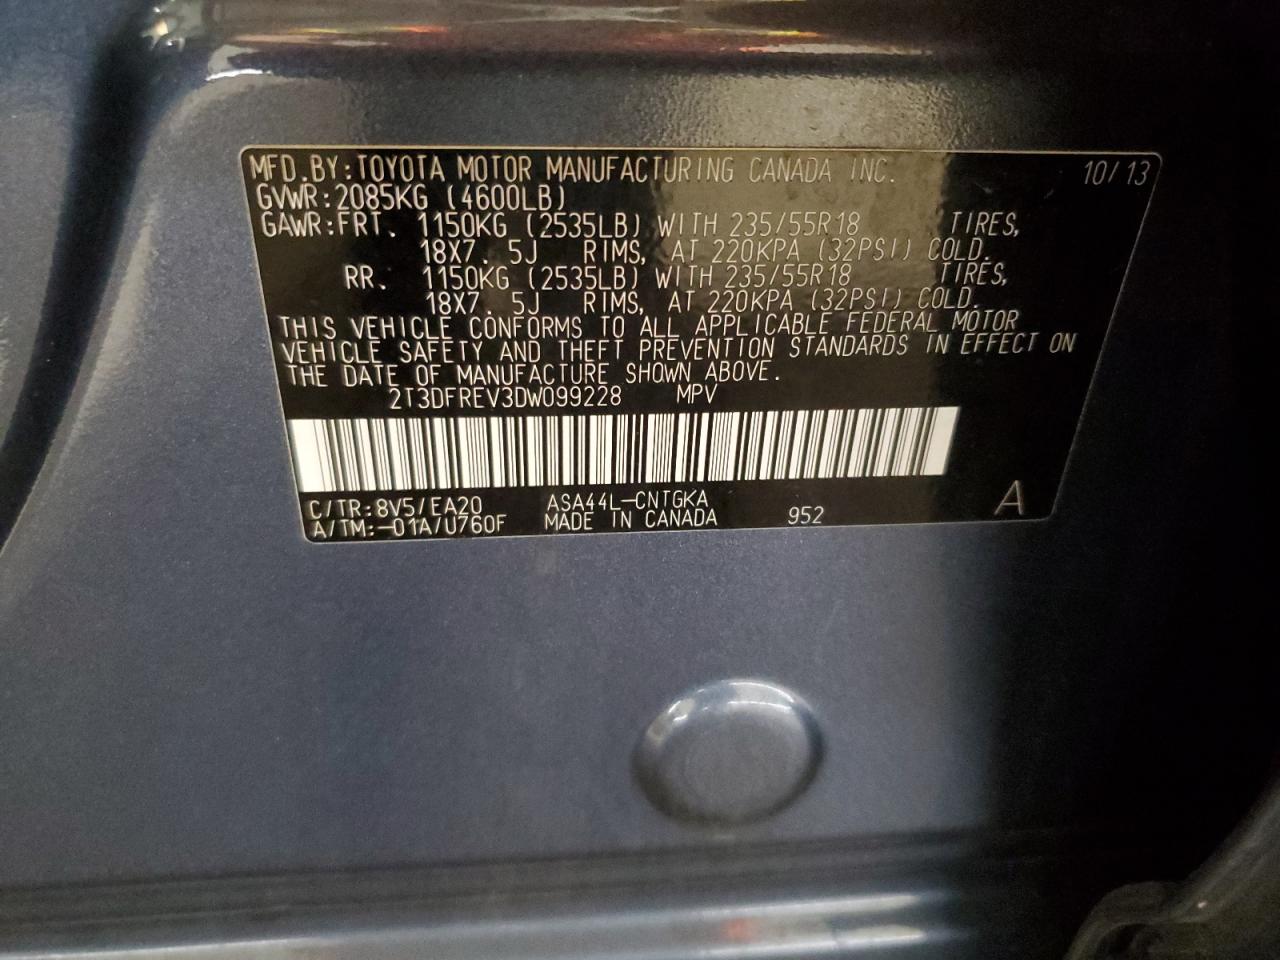 MFD.BY:TOYOTA MOTOR MANUFACTURING CANADA INC. 10/13
GVWR:2085KG (4600LB)
GAWR:FRT. 1150KG (2535LB) WITH 235/55R18 TIRES,
18X7. 5J RIMS, AT 220KPA (32PSI) COLD.
RR. 1150KG (2535LB) WITH 235/55R18 TIRES,
18X7. 5J RIMS, AT 220KPA (32PSI) COLD.
THIS VEHICLE CONFORMS TO ALL APPLICABLE FEDERAL MOTOR
VEHICLE SAFETY AND THEFT PREVENTION STANDARDS IN EFFECT ON
THE DATE OF MANUFACTURE SHOWN ABOVE.
2T3DFREV3DW099228 MPV
C/TR:8V5/EA20 ASA44L-CNTGKA
A/TM:-01A/U760F MADE IN CANADA 952 A